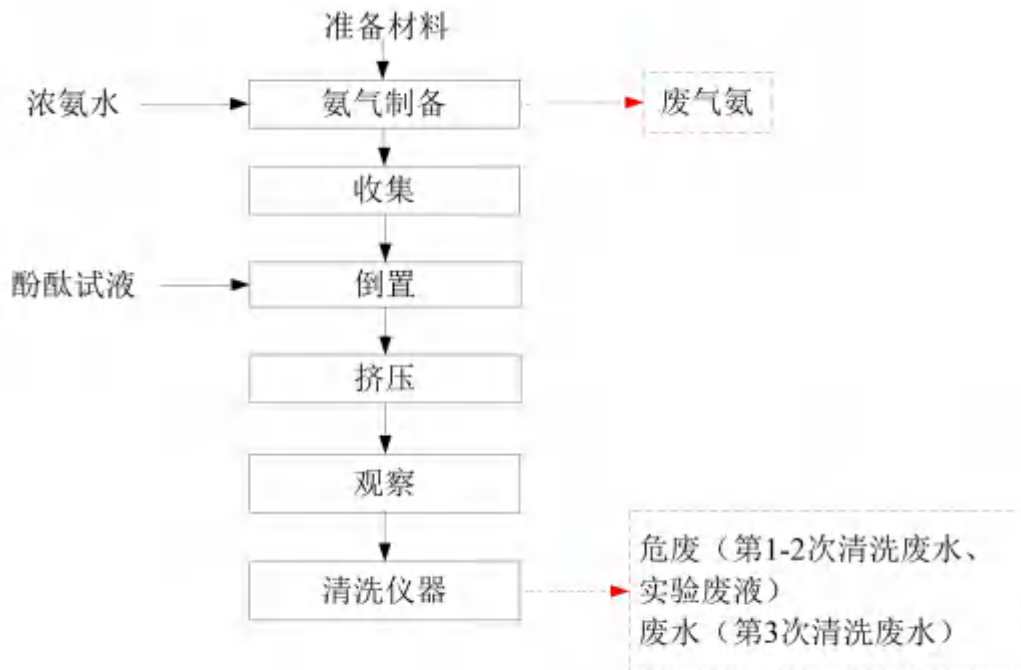 准备材料
浓氨水
氨气制备
废气氨
收集
酚酞试液
倒置
挤压
观察
清洗仪器
危废（第1-2次清洗废水、
实验废液）
废水（第3次清洗废水）